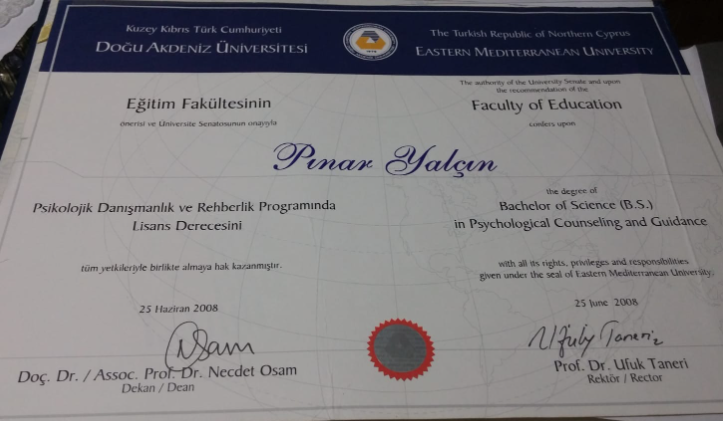 Kuzey Kıbrıs Türk Cumhuriyeti
DOĞU AKDENİZ ÜNİVERSİTESİ
The Turkish Republic of Northern Cyprus
EASTERN MEDITERRANEAN UNIVERSITY
Eğitim Fakültesinin
önerisi ve Üniversite Senatosunun onayıyla
The authority of the University Senate and upon
the recommendation of the
Faculty of Education
confers upon
Pınar Yalçın
Psikolojik Danışmanlık ve Rehberlik Programında
Lisans Derecesini
the degree of
Bachelor of Science (B.S.)
in Psychological Counseling and Guidance
tüm yetkileriyle birlikte almaya hak kazanmıştır.
with all its rights, privileges and responsibilities
given under the seal of Eastern Mediterranean University.
25 Haziran 2008
25 June 2008
Osam
Ufuk Taneri
Doç. Dr. / Assoc. Prof. Dr. Necdet Osam
Dekan / Dean
Prof. Dr. Ufuk Taneri
Rektör / Rector